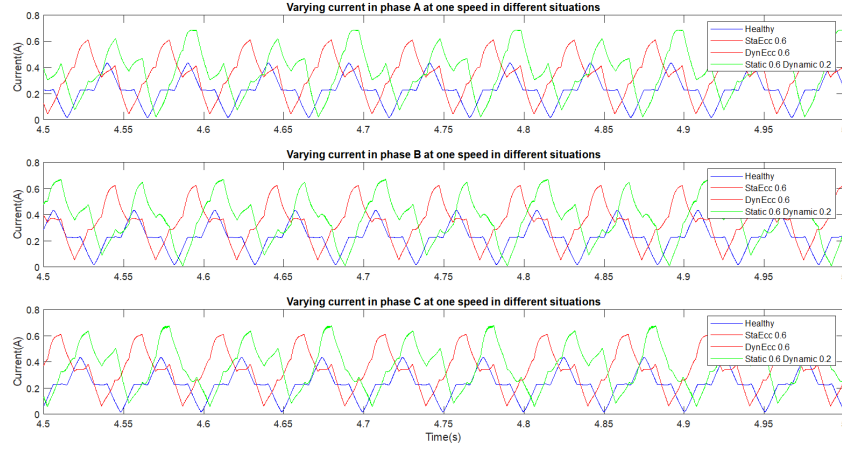 Varying current in phase A at one speed in different situations
0.8
0.6
0.4
0.2
0
Current(A)
Healthy
StaEcc 0.6
DynEcc 0.6
Static 0.6 Dynamic 0.2
4.5 4.55 4.6 4.65 4.7 4.75 4.8 4.85 4.9 4.95
Varying current in phase B at one speed in different situations
0.8
0.6
0.4
0.2
0
Current(A)
Healthy
StaEcc 0.6
DynEcc 0.6
Static 0.6 Dynamic 0.2
4.5 4.55 4.6 4.65 4.7 4.75 4.8 4.85 4.9 4.95
Varying current in phase C at one speed in different situations
0.8
0.6
0.4
0.2
0
Current(A)
Healthy
StaEcc 0.6
DynEcc 0.6
Static 0.6 Dynamic 0.2
4.5 4.55 4.6 4.65 4.7 4.75 4.8 4.85 4.9 4.95
Time(s)